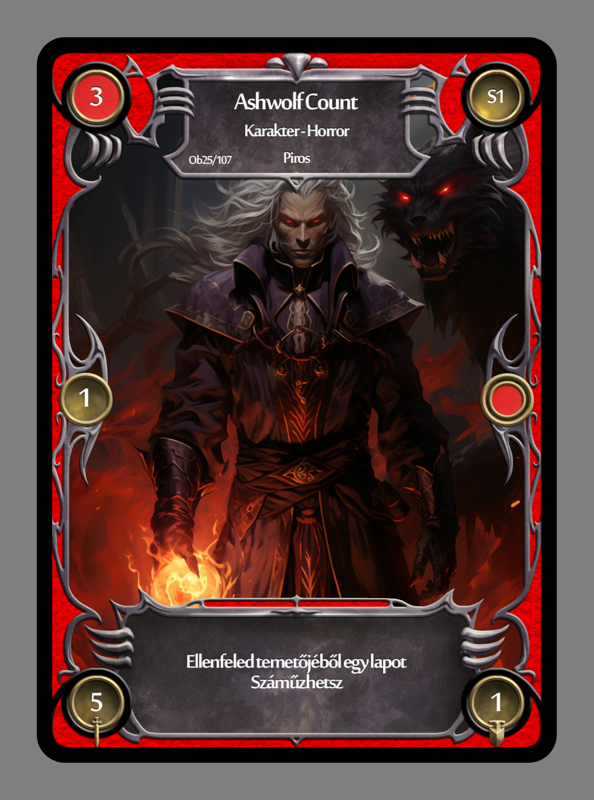 3
Ashwolf Count
S1
Karakter - Horror
Ob25/107
Piros
1
Ellenfeled temetőjéből egy lapot
Száműzhetsz
5
1